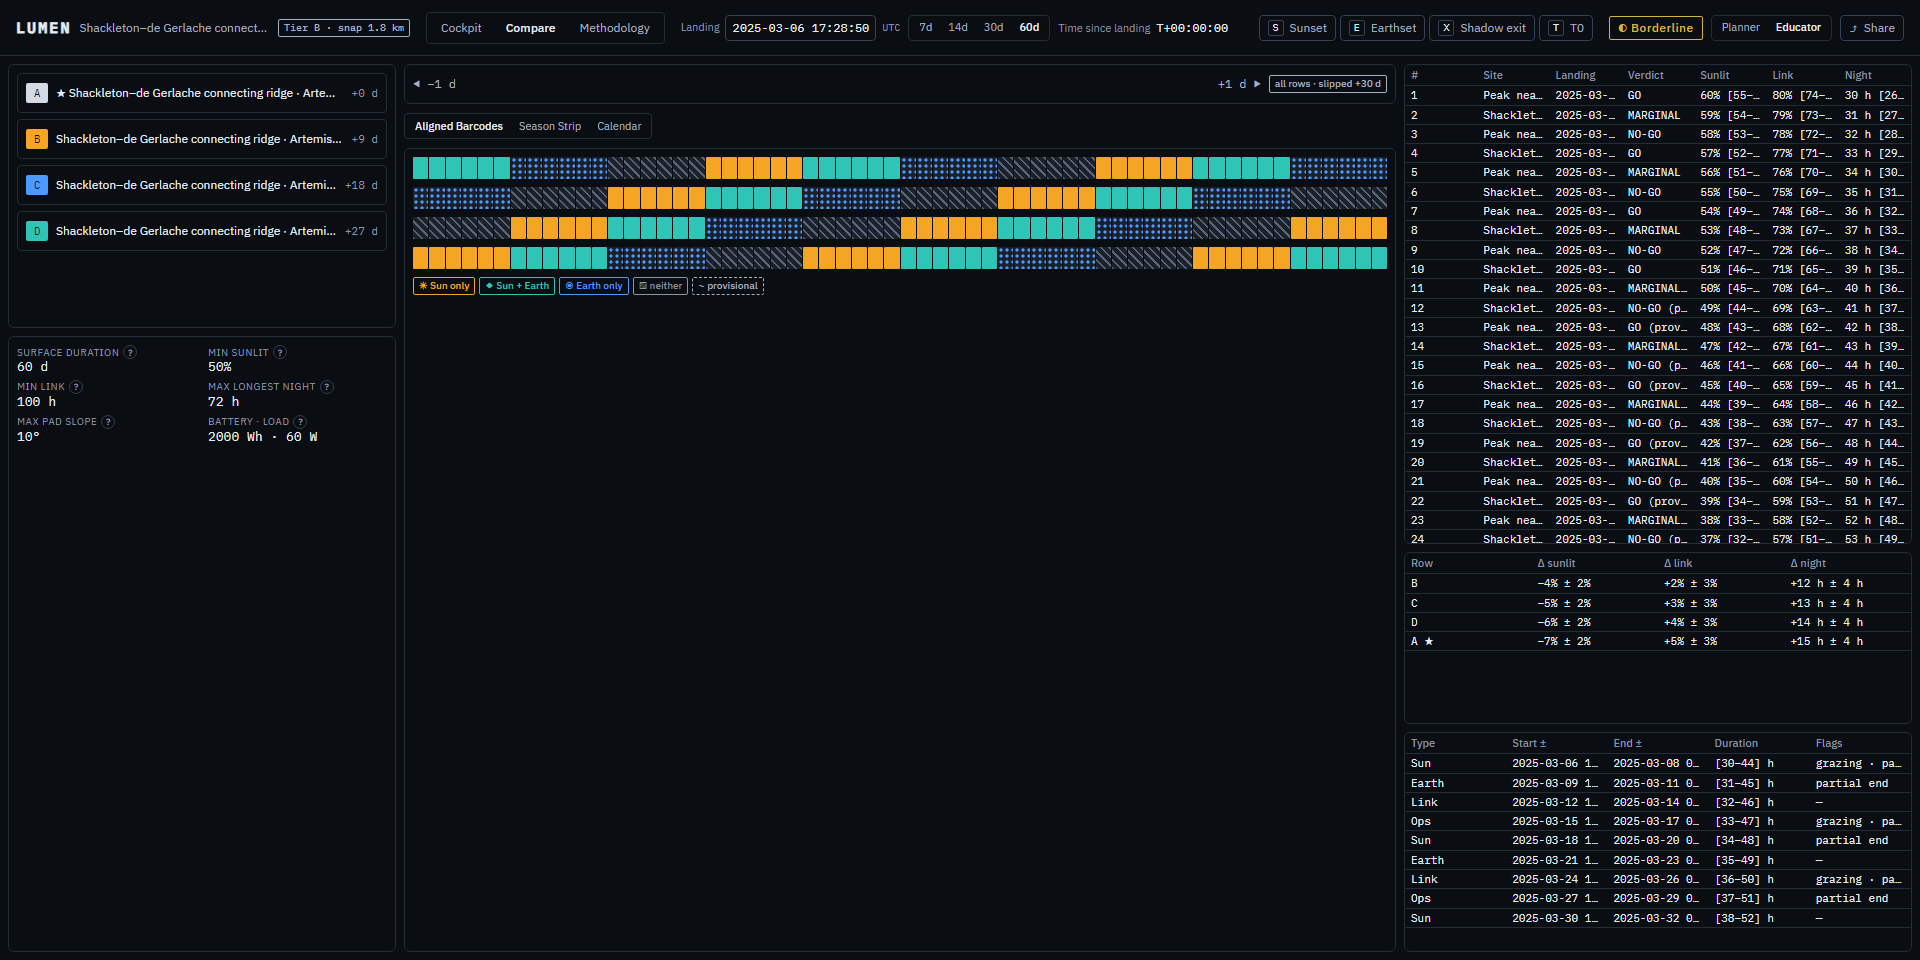 LUMEN Shackleton–de Gerlache connect... Tier B · snap 1.8 km Cockpit Compare Methodology Landing 2025-03-06 17:28:50 UTC 7d 14d 30d 60d Time since landing T+00:00:00 S Sunset E Earthset X Shadow exit T T0 Borderline Planner Educator Share
A ★ Shackleton–de Gerlache connecting ridge · Arte... +0 d
B Shackleton–de Gerlache connecting ridge · Artemis... +9 d
C Shackleton–de Gerlache connecting ridge · Artemi... +18 d
D Shackleton–de Gerlache connecting ridge · Artemi... +27 d
SURFACE DURATION ? MIN SUNLIT ?
60 d 50%
MIN LINK ? MAX LONGEST NIGHT ?
100 h 72 h
MAX PAD SLOPE ? BATTERY · LOAD ?
10° 2000 Wh · 60 W
◀ −1 d +1 d ▶ all rows · slipped +30 d
Aligned Barcodes Season Strip Calendar
Sun only Sun + Earth Earth only neither ~ provisional
# Site Landing Verdict Sunlit Link Night
1 Peak nea… 2025-03-… GO 60% [55–… 80% [74–… 30 h [26…
2 Shacklet… 2025-03-… MARGINAL 59% [54–… 79% [73–… 31 h [27…
3 Peak nea… 2025-03-… NO-GO 58% [53–… 78% [72–… 32 h [28…
4 Shacklet… 2025-03-… GO 57% [52–… 77% [71–… 33 h [29…
5 Peak nea… 2025-03-… MARGINAL 56% [51–… 76% [70–… 34 h [30…
6 Shacklet… 2025-03-… NO-GO 55% [50–… 75% [69–… 35 h [31…
7 Peak nea… 2025-03-… GO 54% [49–… 74% [68–… 36 h [32…
8 Shacklet… 2025-03-… MARGINAL 53% [48–… 73% [67–… 37 h [33…
9 Peak nea… 2025-03-… NO-GO 52% [47–… 72% [66–… 38 h [34…
10 Shacklet… 2025-03-… GO 51% [46–… 71% [65–… 39 h [35…
11 Peak nea… 2025-03-… MARGINAL… 50% [45–… 70% [64–… 40 h [36…
12 Shacklet… 2025-03-… NO-GO (p… 49% [44–… 69% [63–… 41 h [37…
13 Peak nea… 2025-03-… GO (prov… 48% [43–… 68% [62–… 42 h [38…
14 Shacklet… 2025-03-… MARGINAL… 47% [42–… 67% [61–… 43 h [39…
15 Peak nea… 2025-03-… NO-GO (p… 46% [41–… 66% [60–… 44 h [40…
16 Shacklet… 2025-03-… GO (prov… 45% [40–… 65% [59–… 45 h [41…
17 Peak nea… 2025-03-… MARGINAL… 44% [39–… 64% [58–… 46 h [42…
18 Shacklet… 2025-03-… NO-GO (p… 43% [38–… 63% [57–… 47 h [43…
19 Peak nea… 2025-03-… GO (prov… 42% [37–… 62% [56–… 48 h [44…
20 Shacklet… 2025-03-… MARGINAL… 41% [36–… 61% [55–… 49 h [45…
21 Peak nea… 2025-03-… NO-GO (p… 40% [35–… 60% [54–… 50 h [46…
22 Shacklet… 2025-03-… GO (prov… 39% [34–… 59% [53–… 51 h [47…
23 Peak nea… 2025-03-… MARGINAL… 38% [33–… 58% [52–… 52 h [48…
24 Shacklet… 2025-03-… NO-GO (p… 37% [32–… 57% [51–… 53 h [49…
Row Δ sunlit Δ link Δ night
B −4% ± 2% +2% ± 3% +12 h ± 4 h
C −5% ± 2% +3% ± 3% +13 h ± 4 h
D −6% ± 2% +4% ± 3% +14 h ± 4 h
A ★ −7% ± 2% +5% ± 3% +15 h ± 4 h
Type Start ± End ± Duration Flags
Sun 2025-03-06 1… 2025-03-08 0… [30–44] h grazing · pa…
Earth 2025-03-09 1… 2025-03-11 0… [31–45] h partial end
Link 2025-03-12 1… 2025-03-14 0… [32–46] h —
Ops 2025-03-15 1… 2025-03-17 0… [33–47] h grazing · pa…
Sun 2025-03-18 1… 2025-03-20 0… [34–48] h partial end
Earth 2025-03-21 1… 2025-03-23 0… [35–49] h —
Link 2025-03-24 1… 2025-03-26 0… [36–50] h grazing · pa…
Ops 2025-03-27 1… 2025-03-29 0… [37–51] h partial end
Sun 2025-03-30 1… 2025-03-32 0… [38–52] h —